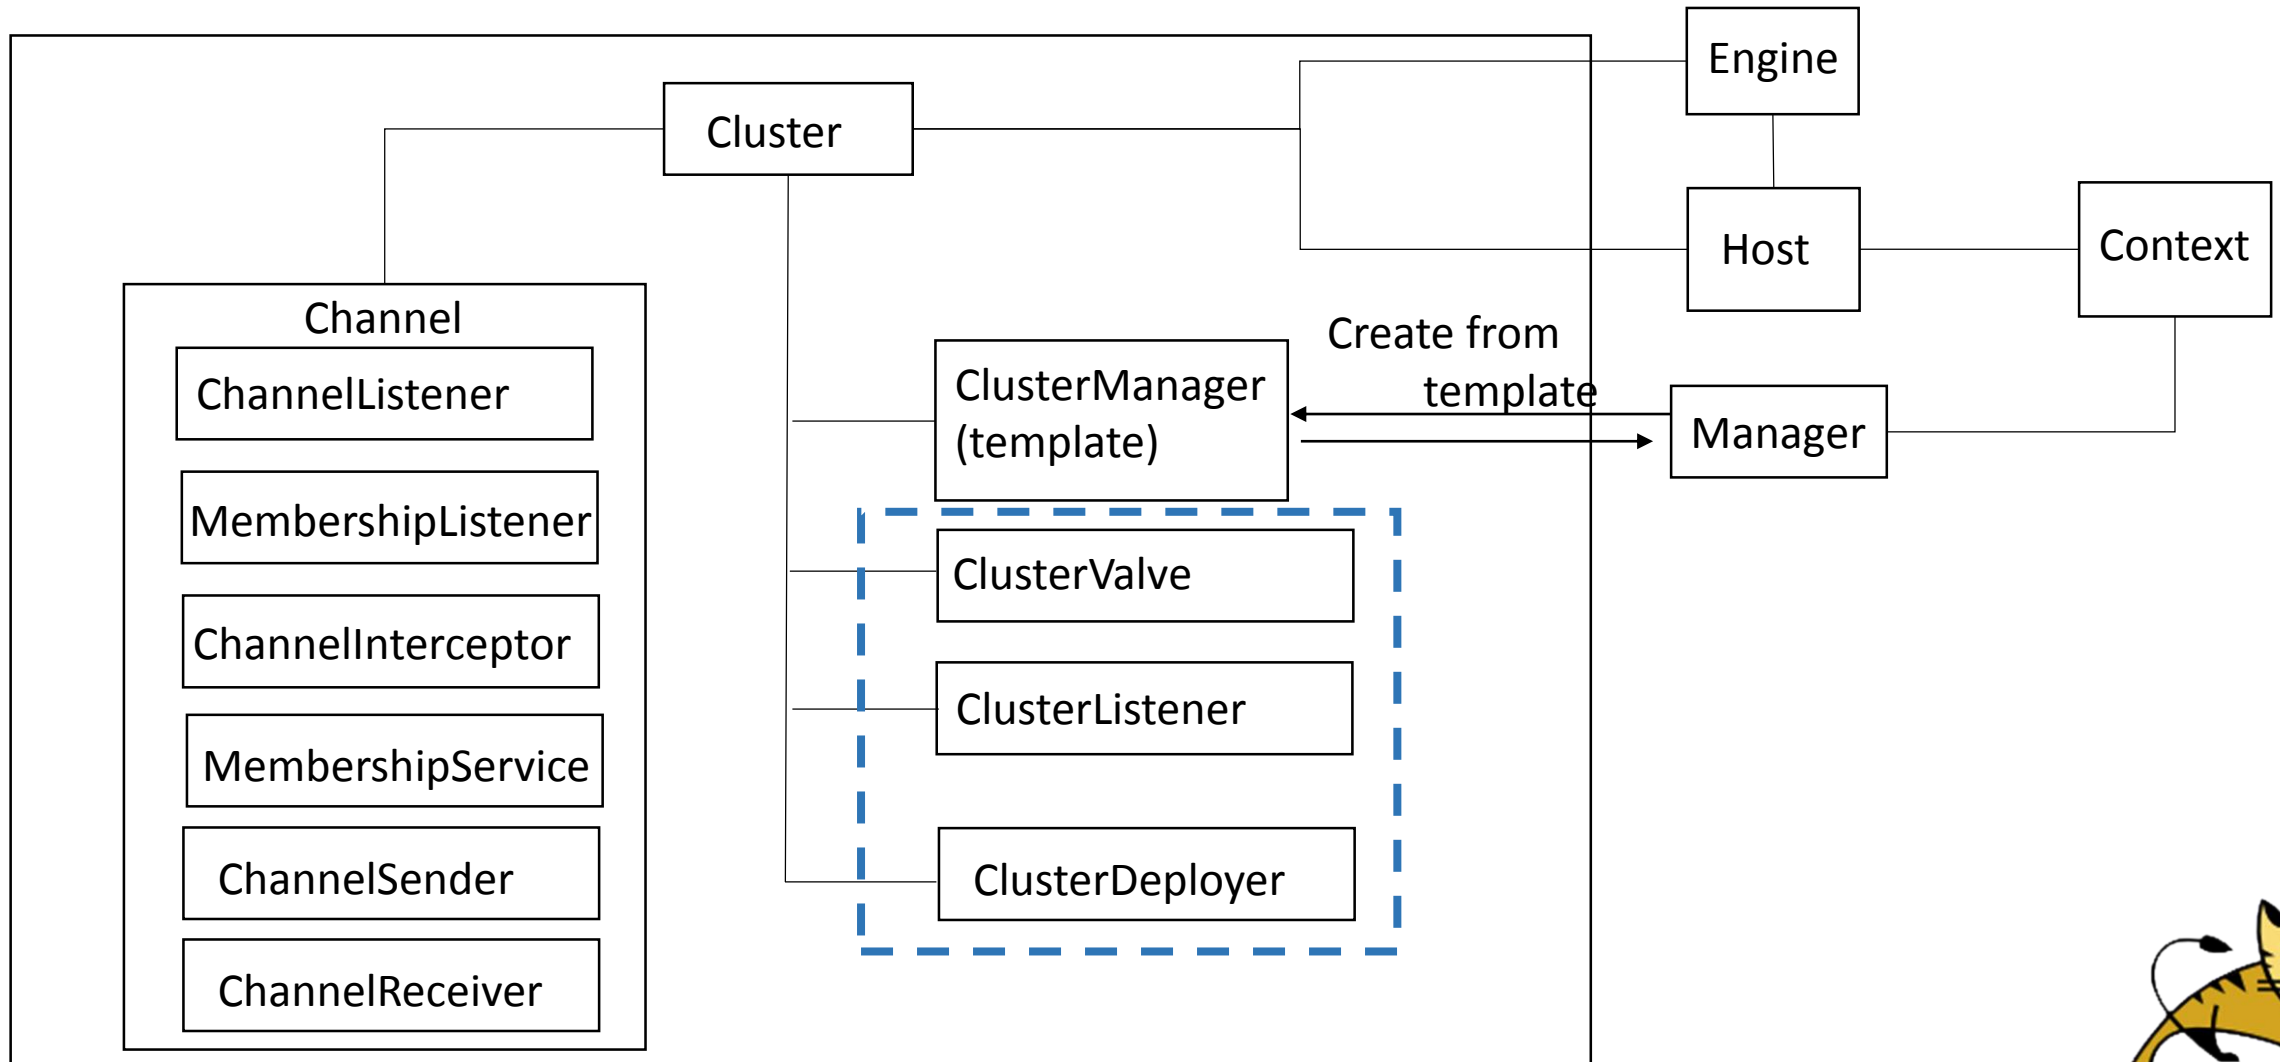 Engine
Cluster
Host
Context
Channel
ChannelListener
MembershipListener
ChannelInterceptor
MembershipService
ChannelSender
ChannelReceiver
ClusterManager
(template)
Create from
template
Manager
ClusterValve
ClusterListener
ClusterDeployer